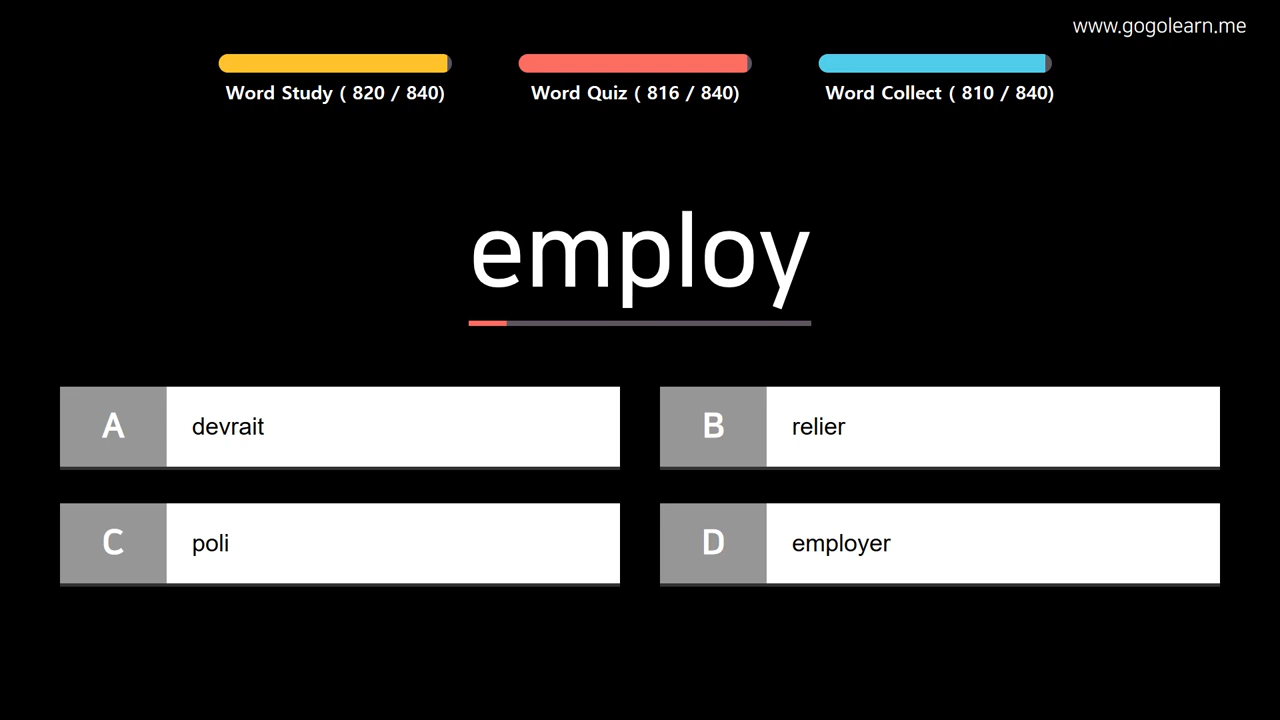 www.gogolearn.me
Word Study ( 820 / 840)
Word Quiz ( 816 / 840)
Word Collect ( 810 / 840)
employ
A devrait
B relier
C poli
D employer